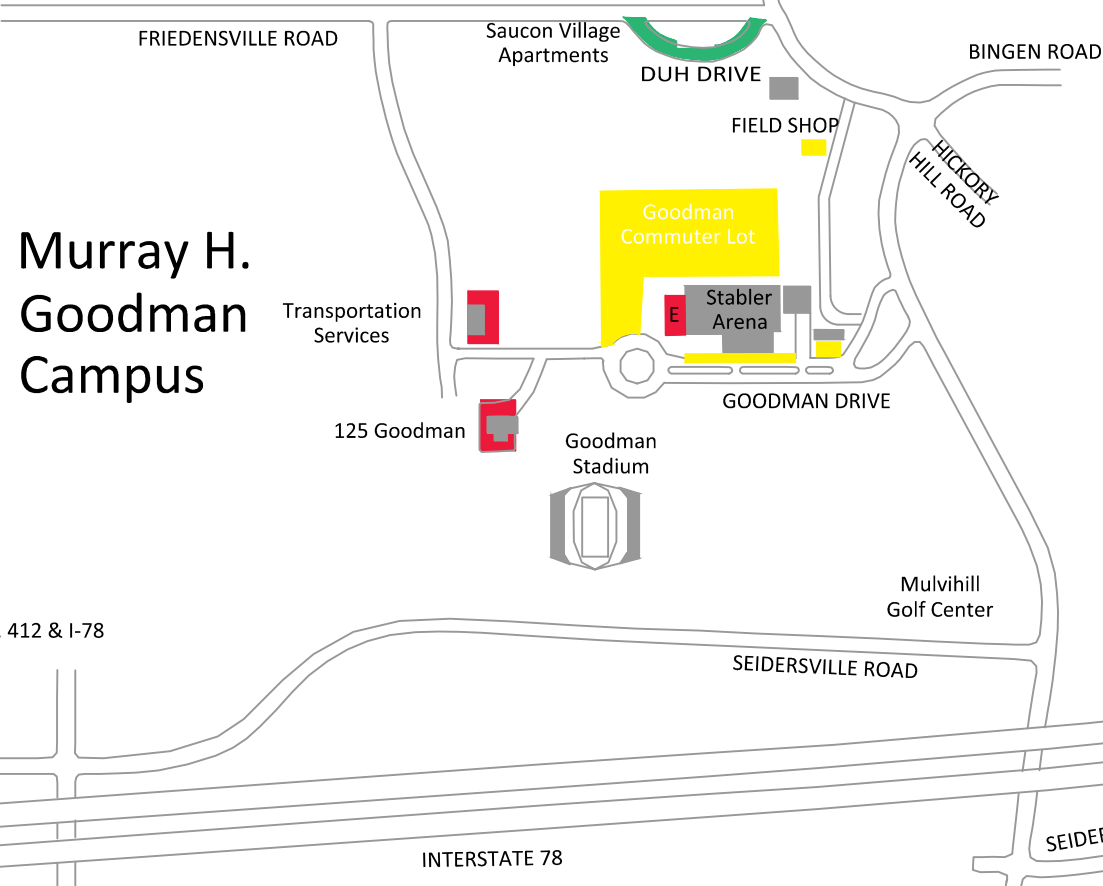 FRIEDENSVILLE ROAD
Saucon Village
Apartments
DUH DRIVE
BINGEN ROAD
FIELD SHOP
HICKORY
HILL ROAD
Goodman
Commuter Lot
Murray H.
Goodman
Campus
Transportation
Services
E
Stabler
Arena
GOODMAN DRIVE
125 Goodman
Goodman
Stadium
Mulvihill
Golf Center
412 & I-78
SEIDERSVILLE ROAD
INTERSTATE 78
SEIDER